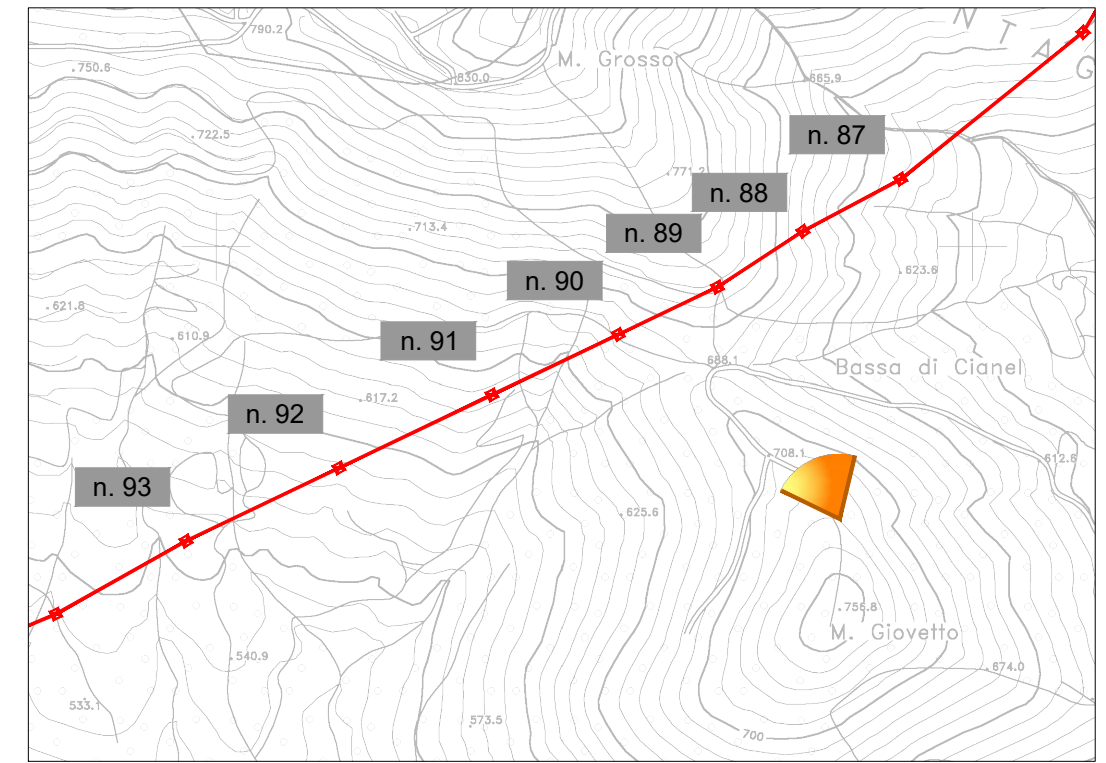 N T A G
790.2
M. Grosso
750.6
830.0
665.9
722.5
n. 87
771.2
n. 88
713.4
n. 89
623.6
n. 90
621.8
610.9
n. 91
688.1
Bassa di Cianel
617.2
n. 92
708.1
612.6
n. 93
625.6
755.8
M. Giovetto
540.9
674.0
533.1
573.5
700